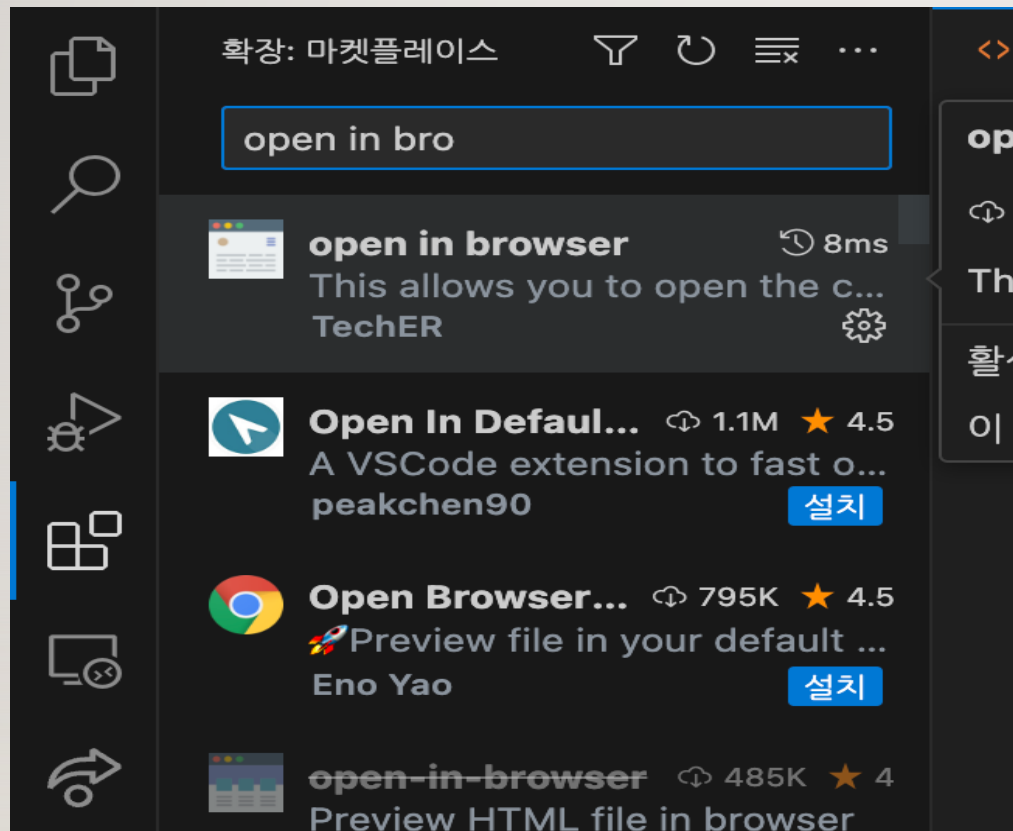 확장: 마켓플레이스
open in bro
open in browser 8ms
This allows you to open the c...
TechER
Open In Defaul... 1.1M 4.5
A VSCode extension to fast o...
peakchen90 설치
Open Browser... 795K 4.5
🚀Preview file in your default ...
Eno Yao 설치
open-in-browser 485K 4
Preview HTML file in browser
op
Th
이